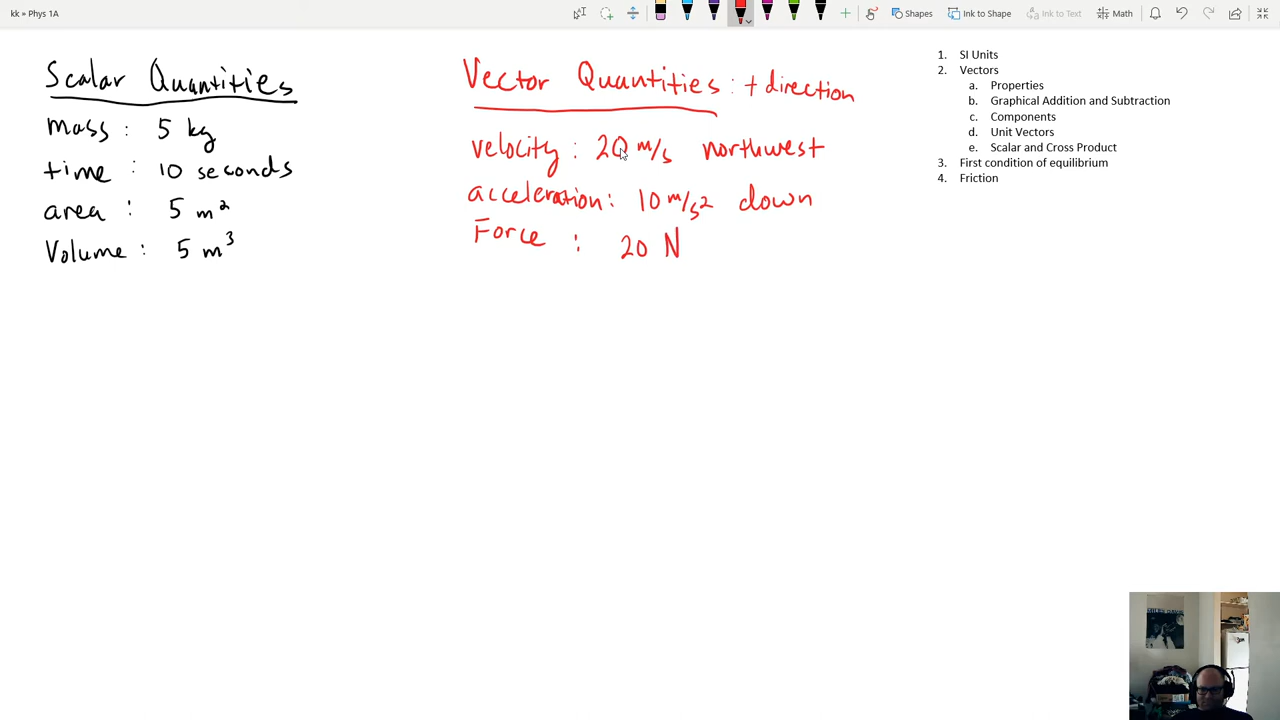 kk » Phys 1A
Shapes
Ink to Shape
Ink to Text
Math
Scalar Quantities
mass : 5 kg
time : 10 seconds
area : 5 m²
Volume : 5 m³
Vector Quantities : + direction
velocity : 20 m/s northwest
acceleration : 10 m/s2 down
Force : 20 N
1. SI Units
2. Vectors
a. Properties
b. Graphical Addition and Subtraction
c. Components
d. Unit Vectors
e. Scalar and Cross Product
3. First condition of equilibrium
4. Friction